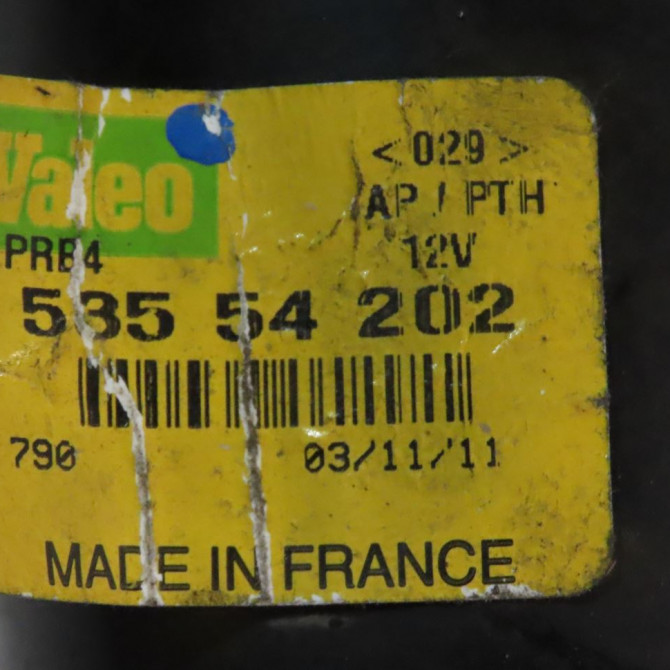 Valeo
<029>
AP / PTH
PRB4
12V
535 54 202
790
03/11/'11
MADE IN FRANCE